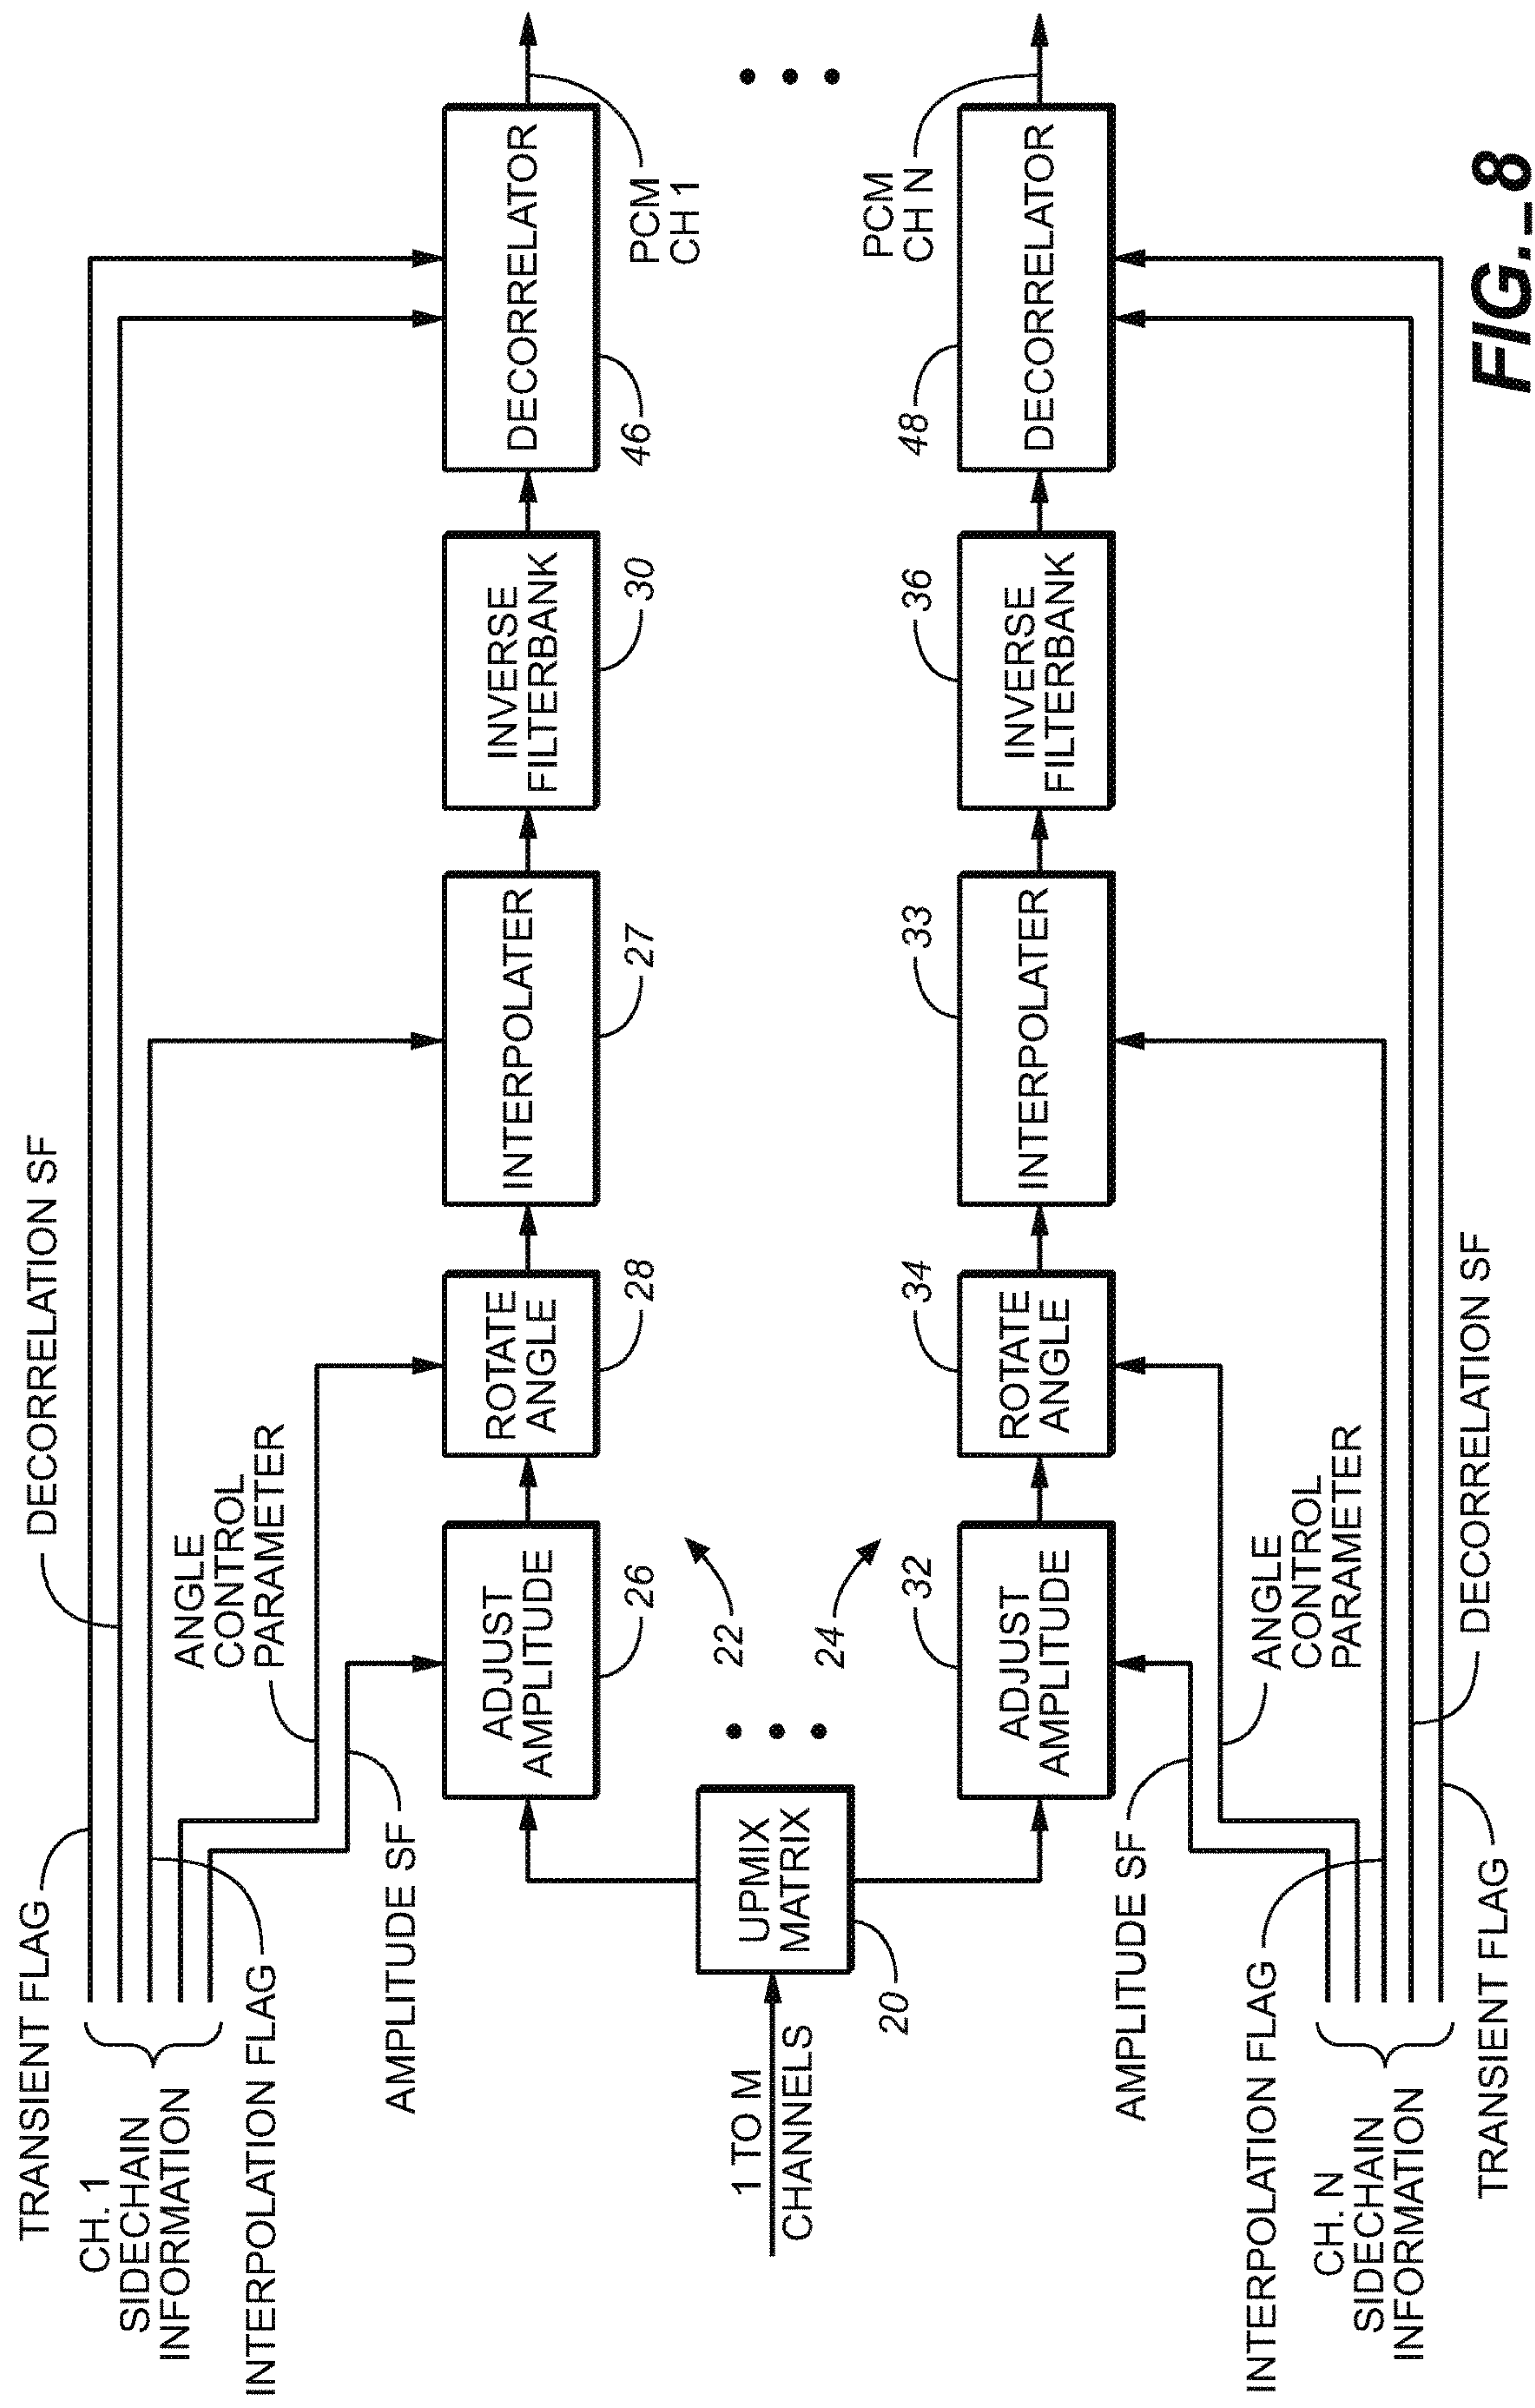 TRANSIENT FLAG
DECORRELATION SF
CH. 1
SIDECHAIN
INFORMATION
ANGLE
CONTROL
PARAMETER
INTERPOLATION FLAG
AMPLITUDE SF
ADJUST
AMPLITUDE
26
ROTATE
ANGLE
28
INTERPOLATER
27
INVERSE
FILTERBANK
30
DECORRELATOR
46
PCM
CH 1
1 TO M
CHANNELS
UPMIX
MATRIX
20
22
24
ADJUST
AMPLITUDE
32
ROTATE
ANGLE
34
INTERPOLATER
33
INVERSE
FILTERBANK
36
DECORRELATOR
48
PCM
CH N
AMPLITUDE SF
INTERPOLATION FLAG
ANGLE
CONTROL
PARAMETER
CH. N
SIDECHAIN
INFORMATION
DECORRELATION SF
TRANSIENT FLAG
FIG._8